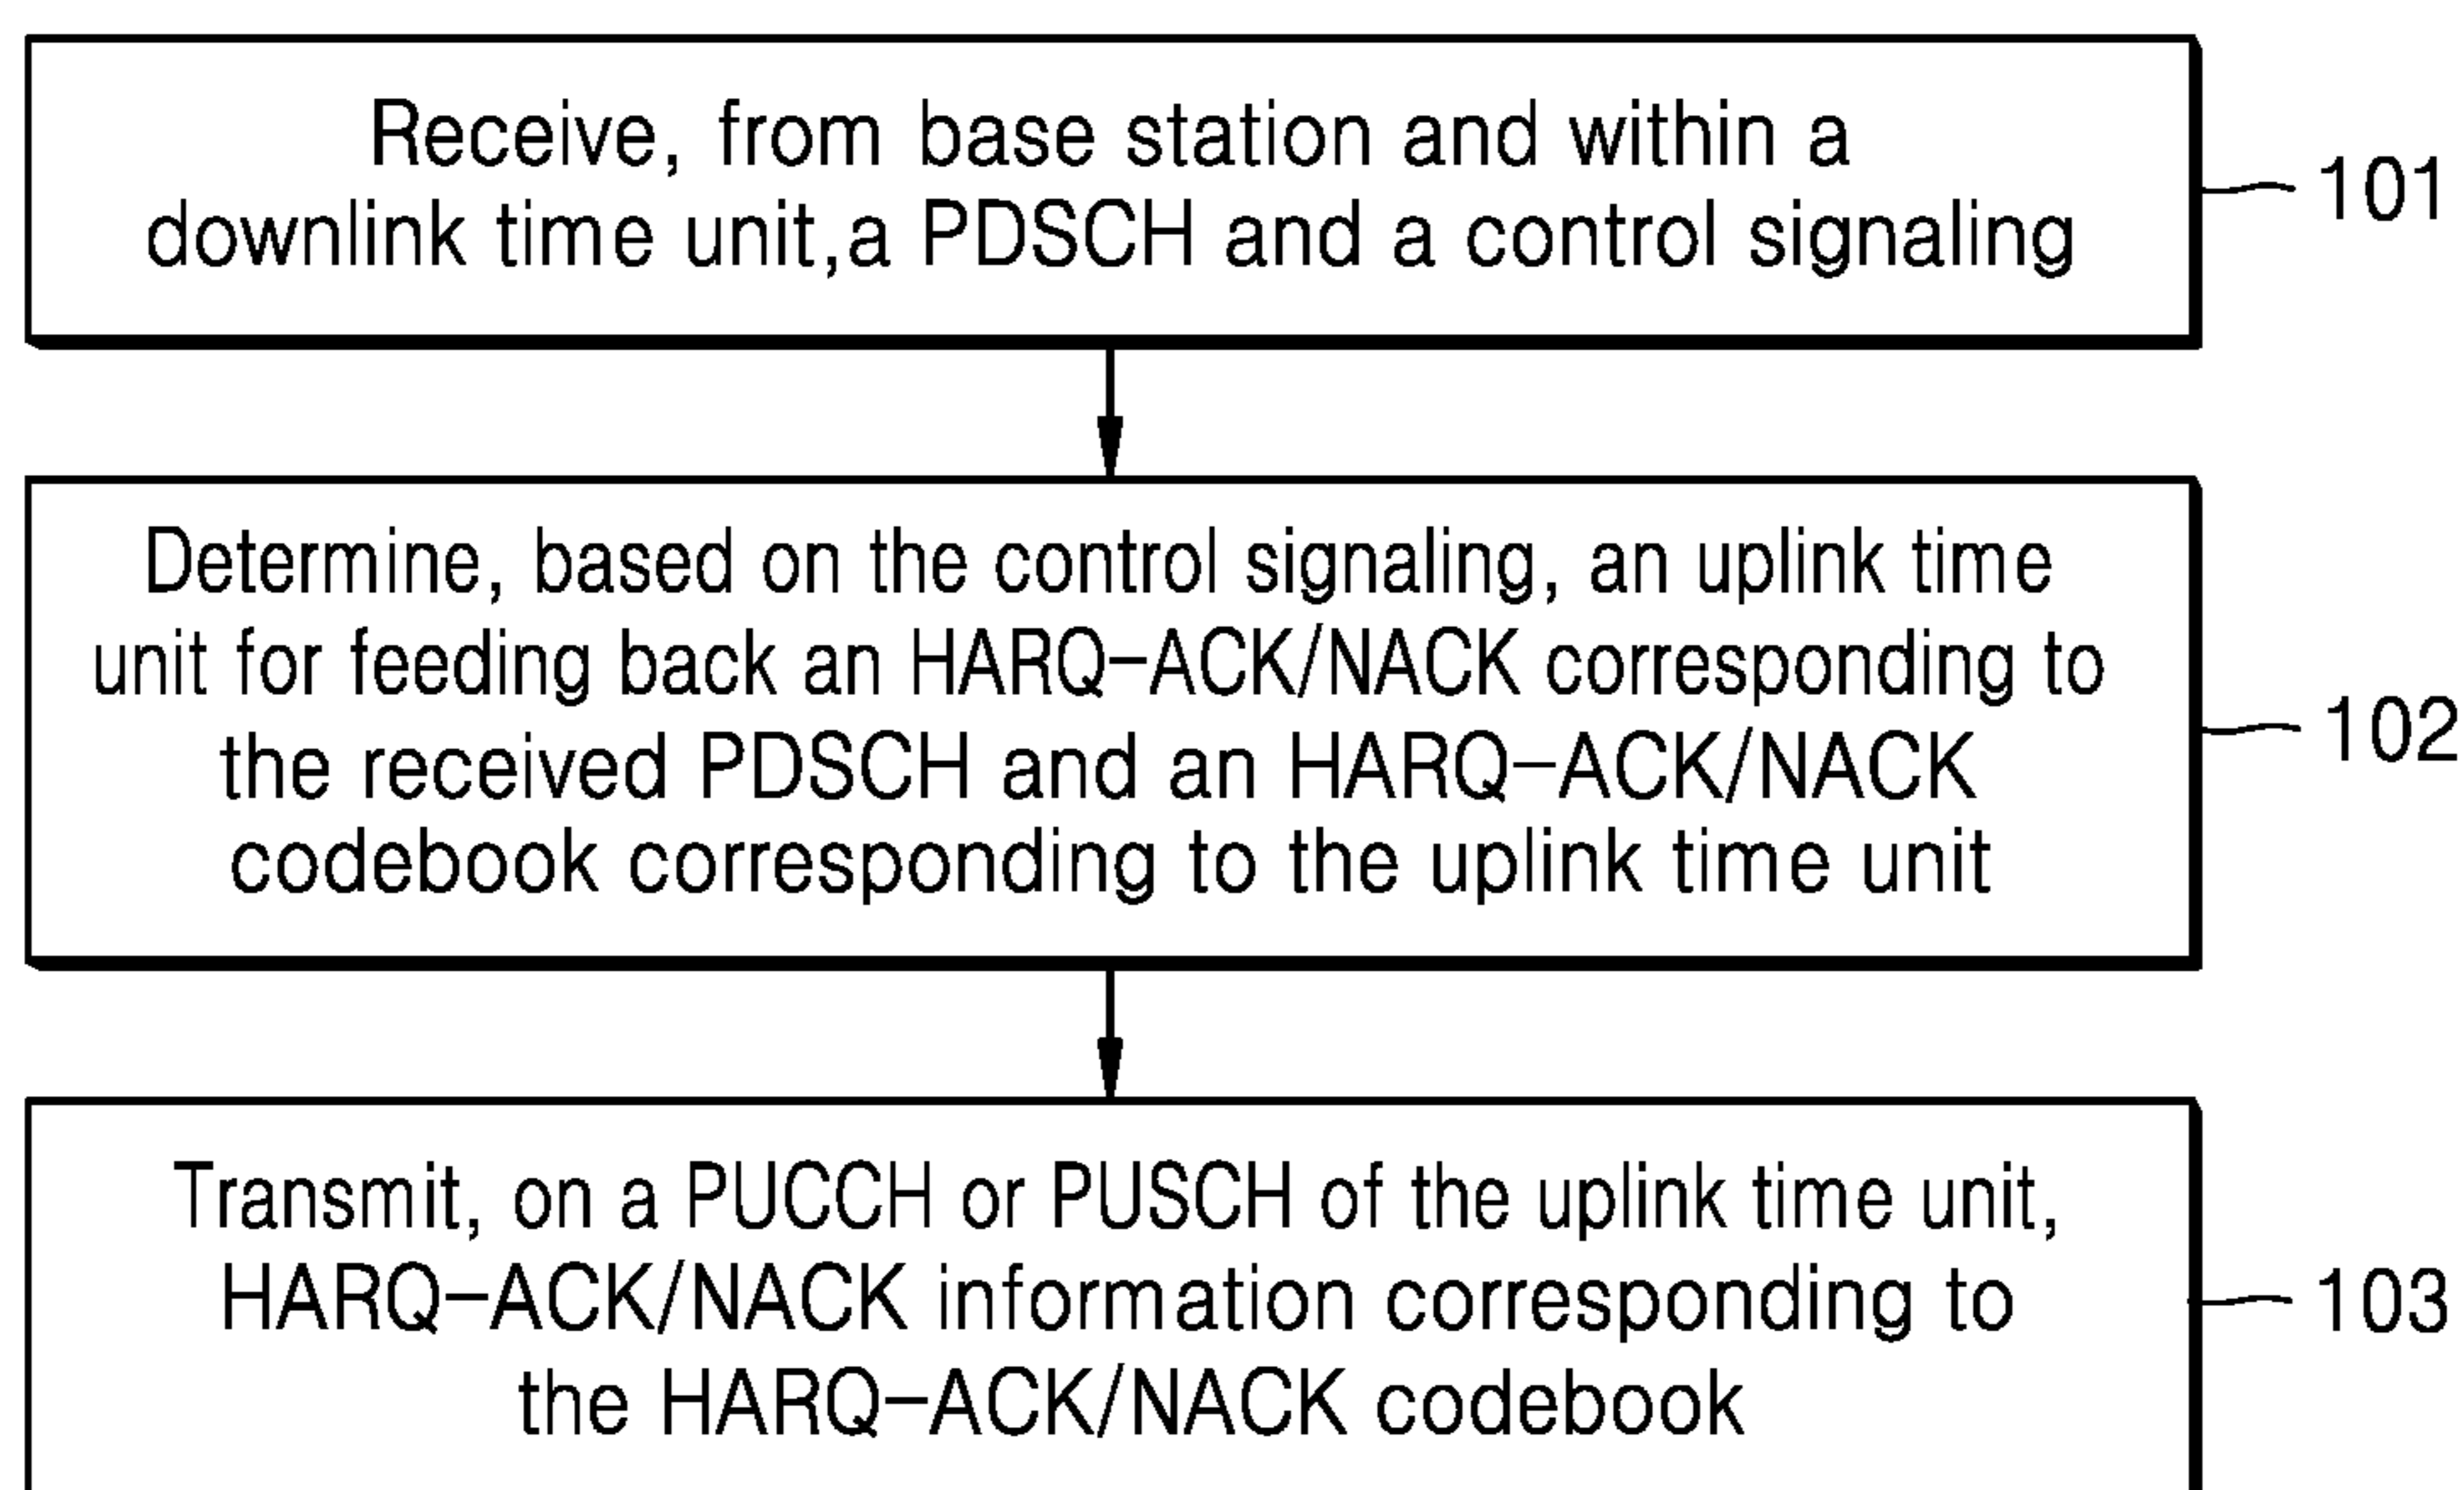 Receive, from base station and within a
downlink time unit,a PDSCH and a control signaling
101
Determine, based on the control signaling, an uplink time
unit for feeding back an HARQ-ACK/NACK corresponding to
the received PDSCH and an HARQ-ACK/NACK
codebook corresponding to the uplink time unit
102
Transmit, on a PUCCH or PUSCH of the uplink time unit,
HARQ-ACK/NACK information corresponding to
the HARQ-ACK/NACK codebook
103